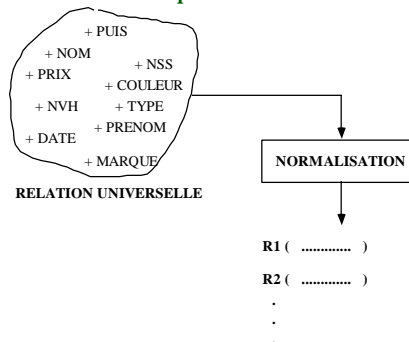 + PUIS
+ NOM
+ NSS
+ PRIX
+ COULEUR
+ NVH
+ TYPE
+ PRENOM
+ DATE
+ MARQUE
RELATION UNIVERSELLE
NORMALISATION
R1 ( ............. )
R2 ( ............. )
.
.
.